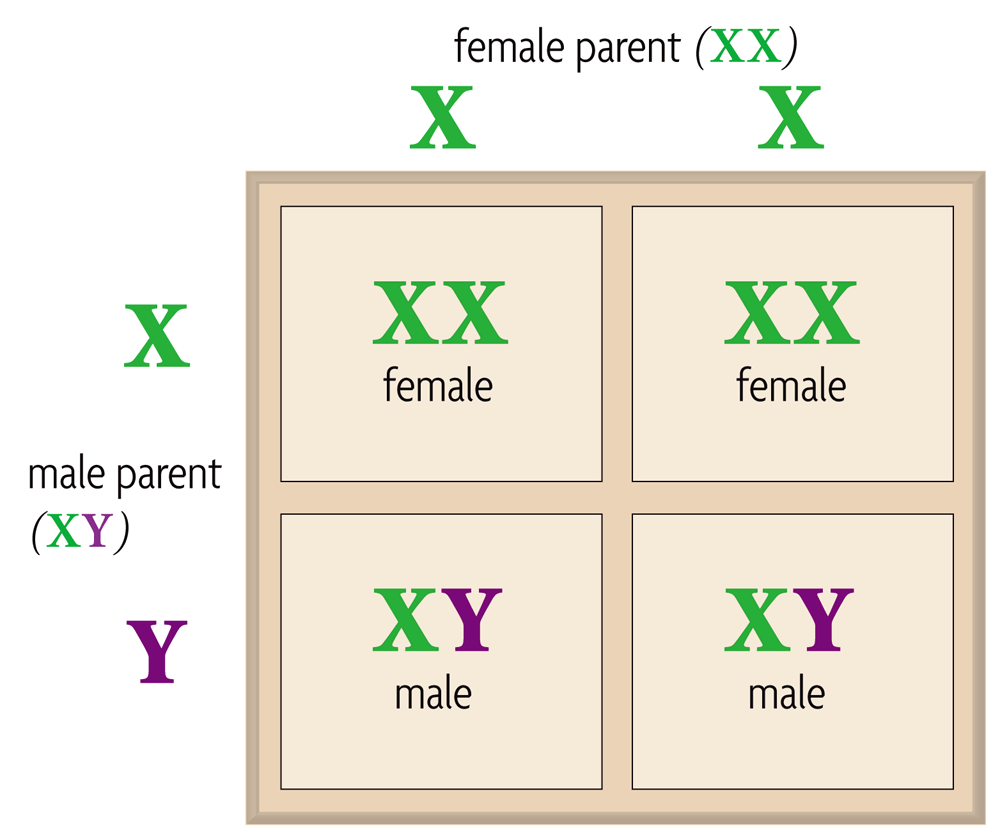 female parent (XX)
X X
X
XX XX
female female
male parent
(XY)
Y
XY XY
male male